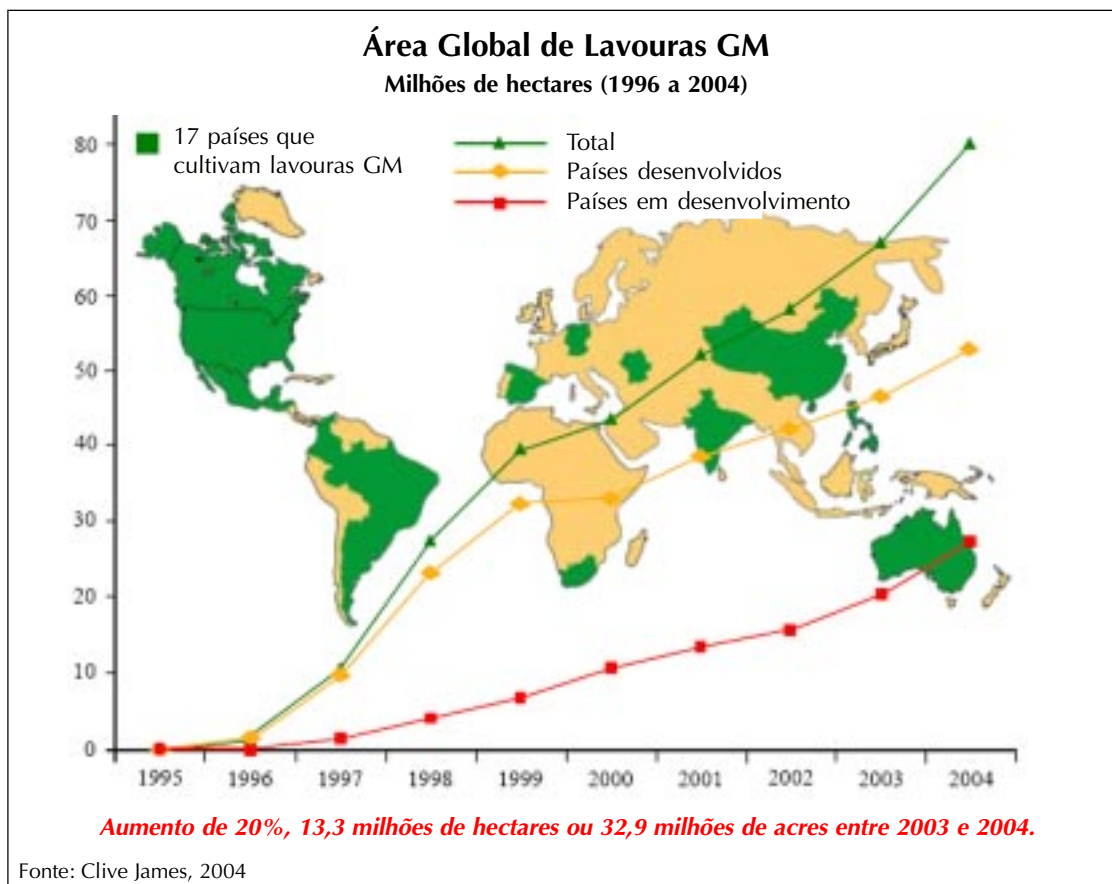 Área Global de Lavouras GM
Milhões de hectares (1996 a 2004)
17 países que
cultivam lavouras GM
Total
Países desenvolvidos
Países em desenvolvimento
80
70
60
50
40
30
20
10
0
1995 1996 1997 1998 1999 2000 2001 2002 2003 2004
Aumento de 20%, 13,3 milhões de hectares ou 32,9 milhões de acres entre 2003 e 2004.
Fonte: Clive James, 2004